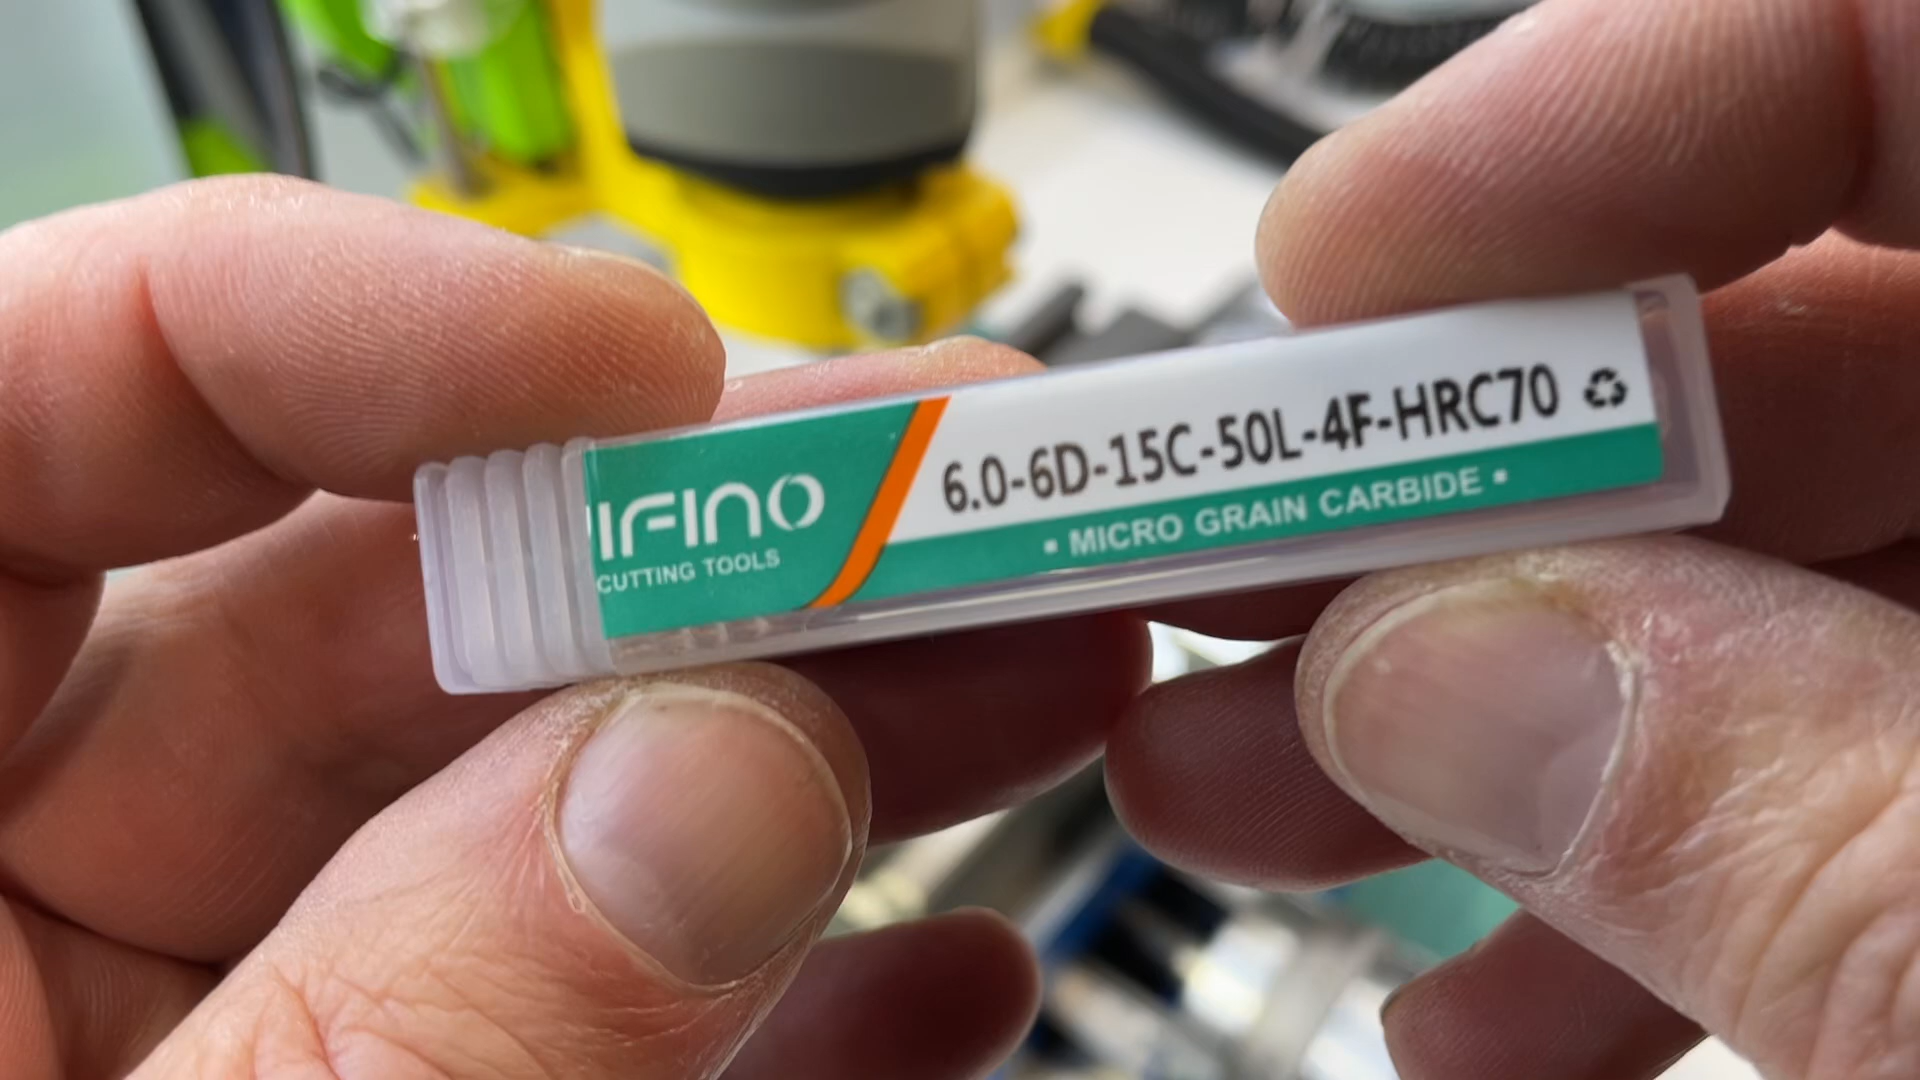 IFINO
CUTTING TOOLS
6.0-6D-15C-50L-4F-HRC70
▪ MICRO GRAIN CARBIDE ▪